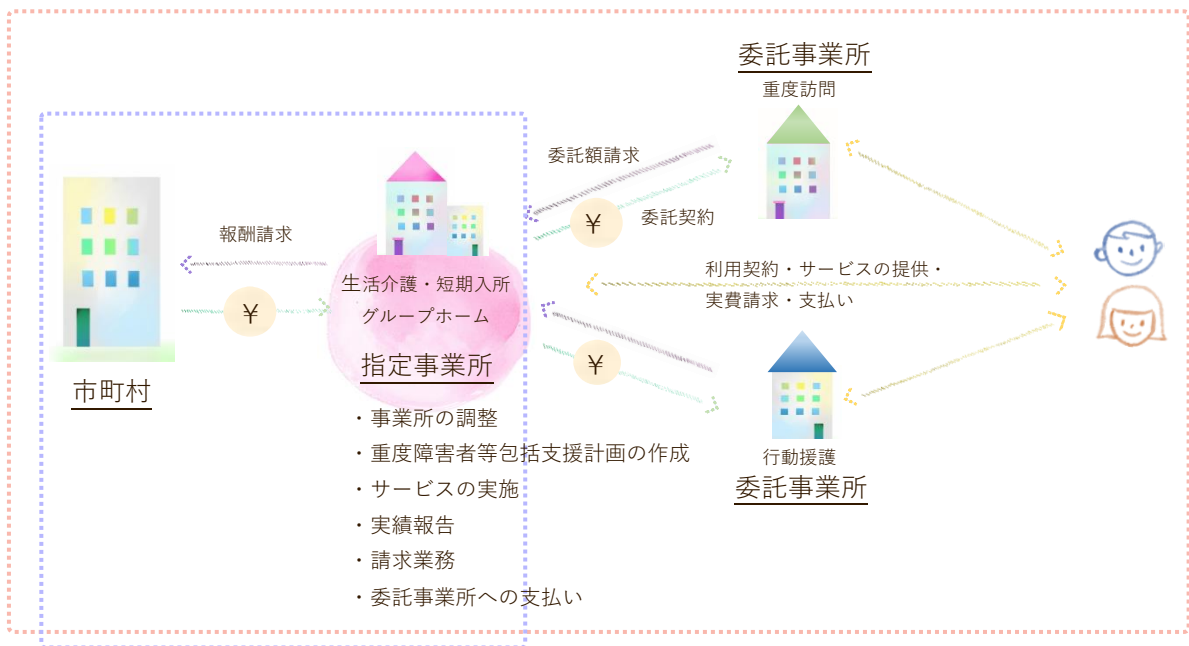 委託事業所
重度訪問
委託額請求
¥
委託契約
報酬請求
¥
生活介護・短期入所
グループホーム
指定事業所
市町村
利用契約・サービスの提供・
実費請求・支払い
¥
行動援護
委託事業所
・事業所の調整
・重度障害者等包括支援計画の作成
・サービスの実施
・実績報告
・請求業務
・委託事業所への支払い